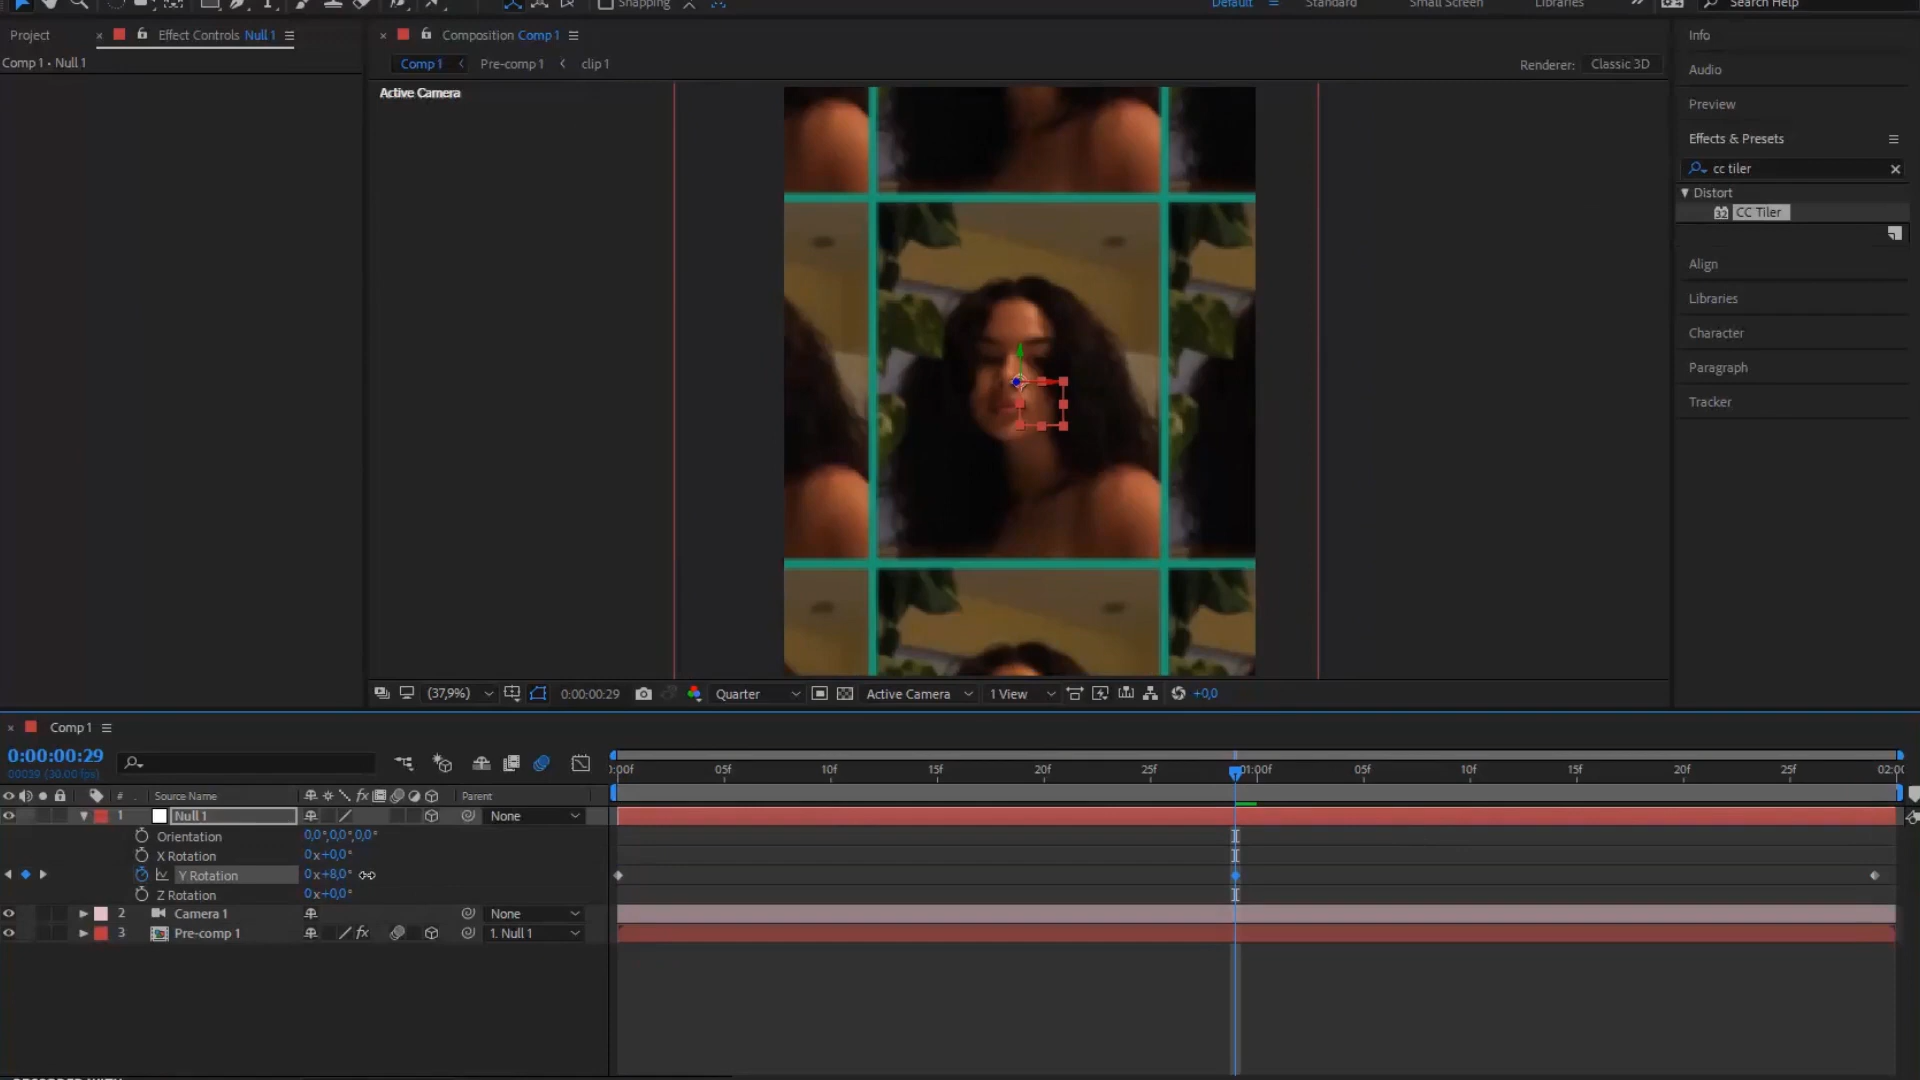 Snapping
Default
Standard
Small Screen
Libraries
Search Help
Project
Effect Controls Null 1
Composition Comp 1
Comp 1 • Null 1
Comp 1
Pre-comp 1
clip 1
Renderer: Classic 3D
Active Camera
Info
Audio
Preview
Effects & Presets
cc tiler
Distort
32 CC Tiler
Align
Libraries
Character
Paragraph
Tracker
(37,9%)
0:00:00:29
Quarter
Active Camera
1 View
+0,0
Comp 1
0:00:00:29
00029 (30.00 fps)
:00f 05f 10f 15f 20f 25f 01:00f 05f 10f 15f 20f 25f 02:00
# Source Name fx Parent
1 Null 1 None
Orientation 0,0°,0,0°,0,0°
X Rotation 0x+0,0°
Y Rotation 0x+8,0°
Z Rotation 0x+0,0°
2 Camera 1 None
3 Pre-comp 1 fx 1. Null 1